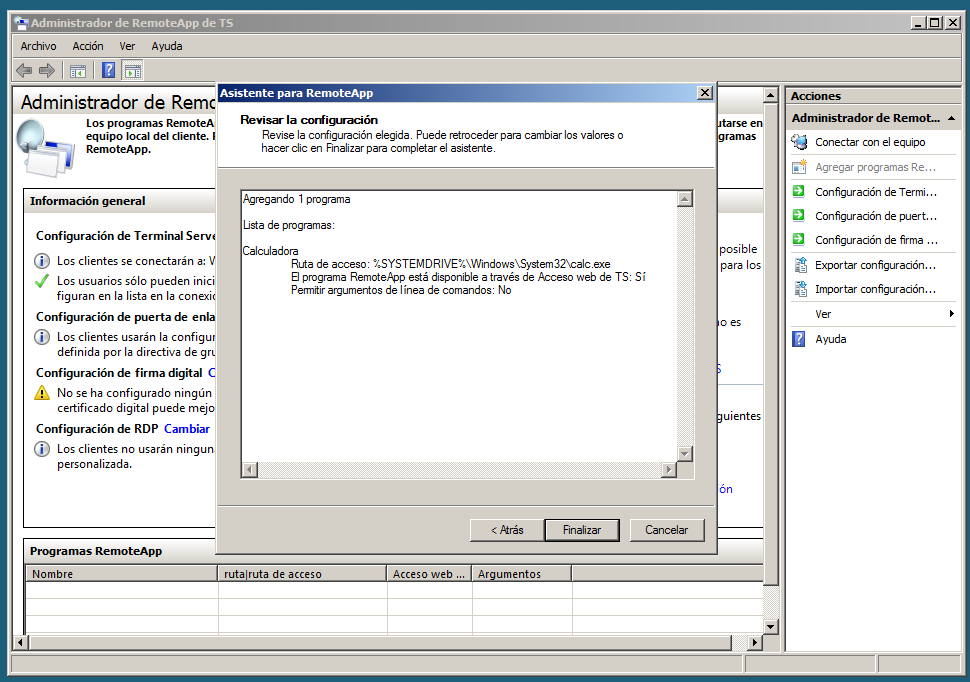 Administrador de RemoteApp de TS
Archivo Acción Ver Ayuda
Administrador de Remo
Los programas RemoteA
equipo local del cliente.
RemoteApp.
utarse en
gramas
Información general
Configuración de Terminal Serve
Los clientes se conectarán a:
Los usuarios sólo pueden inici
figuran en la lista en la conexió
Configuración de puerta de enla
Los clientes usarán la configur
definida por la directiva de gru
Configuración de firma digital
No se ha configurado ningún
certificado digital puede mejo
Configuración de RDP Cambiar
Los clientes no usarán ninguna
personalizada.
posible
para los
no es
s
guientes
ón
Asistente para RemoteApp
Revisar la configuración
Revise la configuración elegida. Puede retroceder para cambiar los valores o
hacer clic en Finalizar para completar el asistente.
Agregando 1 programa
Lista de programas:
Calculadora
Ruta de acceso: %SYSTEMDRIVE%\Windows\System32\calc.exe
El programa RemoteApp está disponible a través de Acceso web de TS: Sí
Permitir argumentos de línea de comandos: No
< Atrás Finalizar Cancelar
Programas RemoteApp
Nombre ruta|ruta de acceso Acceso web ... Argumentos
Acciones
Administrador de Remot...
Conectar con el equipo
Agregar programas Re...
Configuración de Termi...
Configuración de puert...
Configuración de firma ...
Exportar configuración...
Importar configuración...
Ver
Ayuda